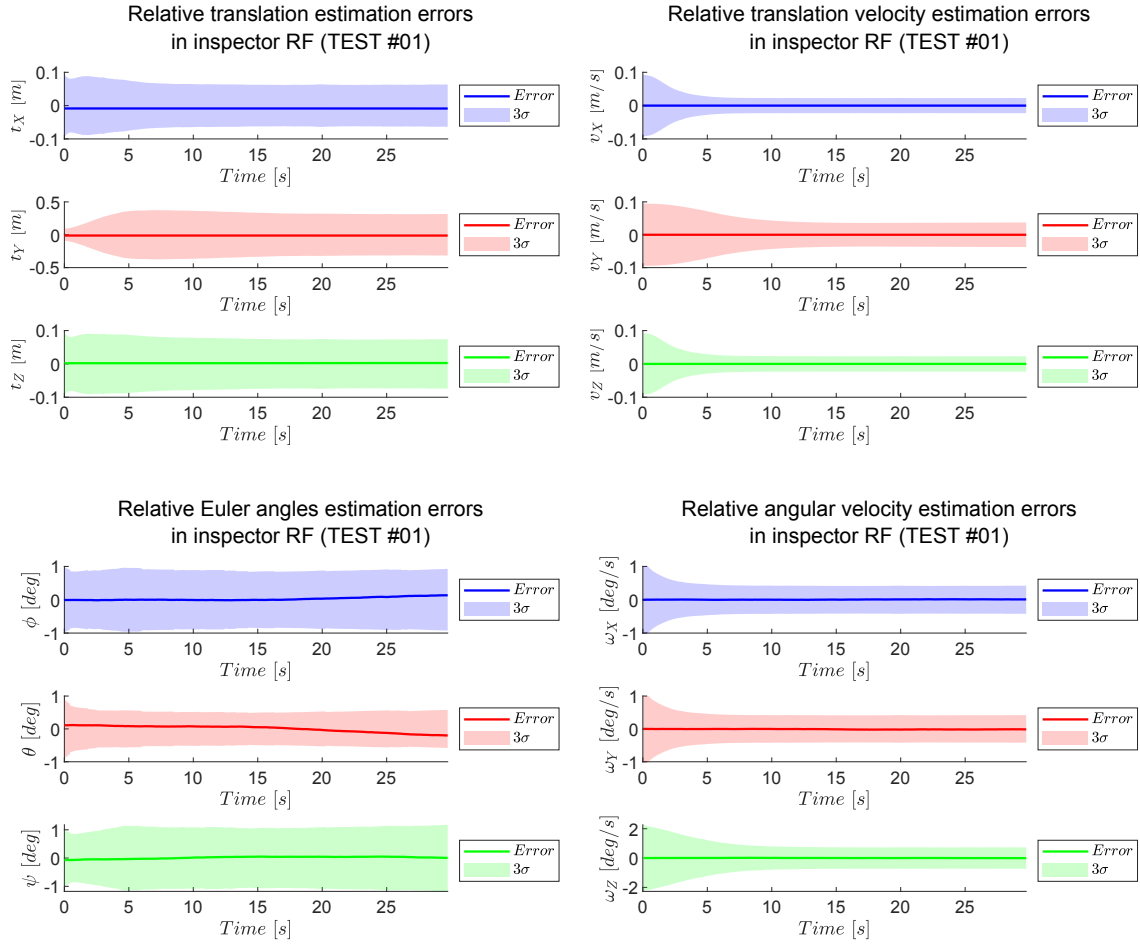 Relative translation estimation errors
in inspector RF (TEST #01)
0.1
0
-0.1
t_X [m]
0 5 10 15 20 25
Time [s]
Error
3σ
0.5
0
-0.5
t_Y [m]
0 5 10 15 20 25
Time [s]
Error
3σ
0.1
0
-0.1
t_Z [m]
0 5 10 15 20 25
Time [s]
Error
3σ
Relative translation velocity estimation errors
in inspector RF (TEST #01)
0.1
0
-0.1
v_X [m/s]
0 5 10 15 20 25
Time [s]
Error
3σ
0.1
0
-0.1
v_Y [m/s]
0 5 10 15 20 25
Time [s]
Error
3σ
0.1
0
-0.1
v_Z [m/s]
0 5 10 15 20 25
Time [s]
Error
3σ
Relative Euler angles estimation errors
in inspector RF (TEST #01)
1
0
-1
ϕ [deg]
0 5 10 15 20 25
Time [s]
Error
3σ
1
0
-1
θ [deg]
0 5 10 15 20 25
Time [s]
Error
3σ
1
0
-1
ψ [deg]
0 5 10 15 20 25
Time [s]
Error
3σ
Relative angular velocity estimation errors
in inspector RF (TEST #01)
1
0
-1
ω_X [deg/s]
0 5 10 15 20 25
Time [s]
Error
3σ
1
0
-1
ω_Y [deg/s]
0 5 10 15 20 25
Time [s]
Error
3σ
2
0
-2
ω_Z [deg/s]
0 5 10 15 20 25
Time [s]
Error
3σ